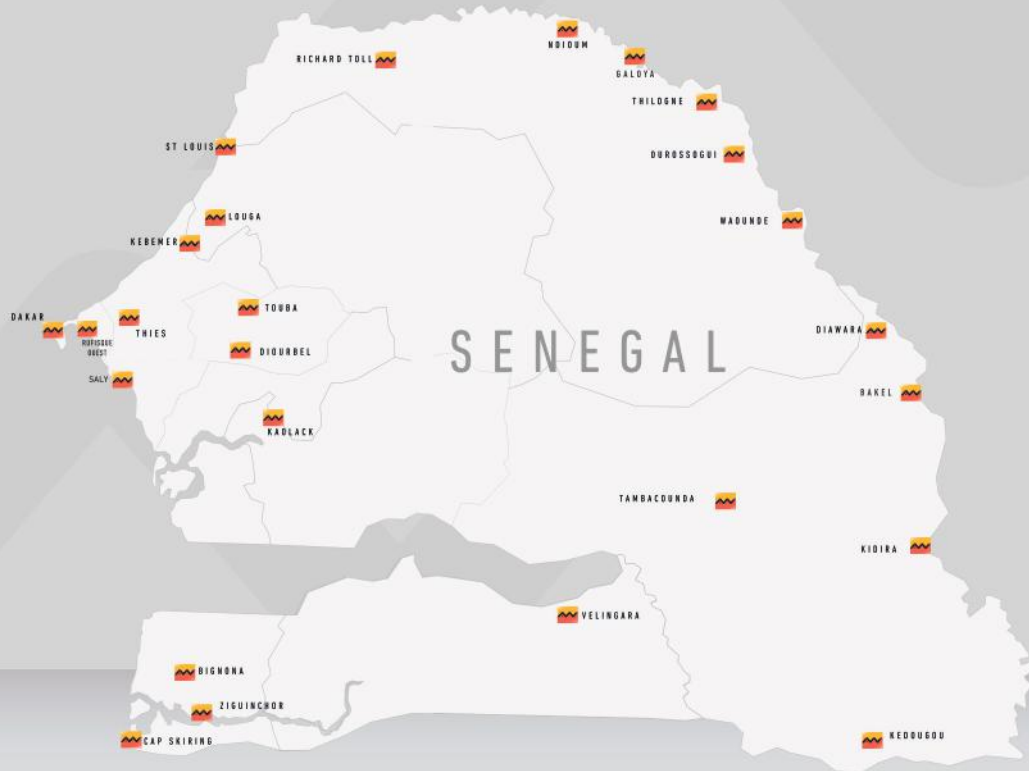 NDIOUM
RICHARD TOLL
GALOYA
THILOGNE
ST LOUIS
OUROSSOGUI
LOUGA
WAOUNDE
KEBEMER
TOUBA
DAKAR
THIES
RUFISQUE
OUEST
DIAWARA
SENEGAL
DIOURBEL
SALY
BAKEL
KAOLACK
TAMBACOUNDA
KIDIRA
VELINGARA
BIGNONA
ZIGUINCHOR
CAP SKIRING
KEDOUGOU